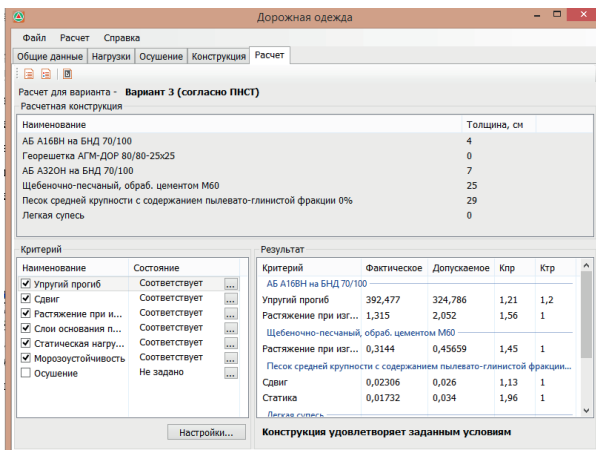 Дорожная одежда
Файл Расчет Справка
Общие данные Нагрузки Осушение Конструкция Расчет
Расчет для варианта - Вариант 3 (согласно ПНСТ)
Расчетная конструкция
Наименование Толщина, см
АБ А16ВН на БНД 70/100 4
Георешетка АГМ-ДОР 80/80-25x25 0
АБ А32ОН на БНД 70/100 7
Щебеночно-песчаный, обраб. цементом М60 25
Песок средней крупности с содержанием пылевато-глинистой фракции 0% 29
Легкая супесь 0
Критерий
Наименование Состояние
Упругий прогиб Соответствует ...
Сдвиг Соответствует ...
Растяжение при и... Соответствует ...
Слои основания п... Соответствует ...
Статическая нагру... Соответствует ...
Морозоустойчивость Соответствует ...
Осушение Не задано ...
Настройки...
Результат
Критерий Фактическое Допускаемое Кпр Ктр
АБ А16ВН на БНД 70/100
Упругий прогиб 392,477 324,786 1,21 1,2
Растяжение при изг... 1,315 2,052 1,56 1
Щебеночно-песчаный, обраб. цементом М60
Растяжение при изг... 0,3144 0,45659 1,45 1
Песок средней крупности с содержанием пылевато-глинистой фракции...
Сдвиг 0,02306 0,026 1,13 1
Статика 0,01732 0,034 1,96 1
Легкая супесь
Конструкция удовлетворяет заданным условиям